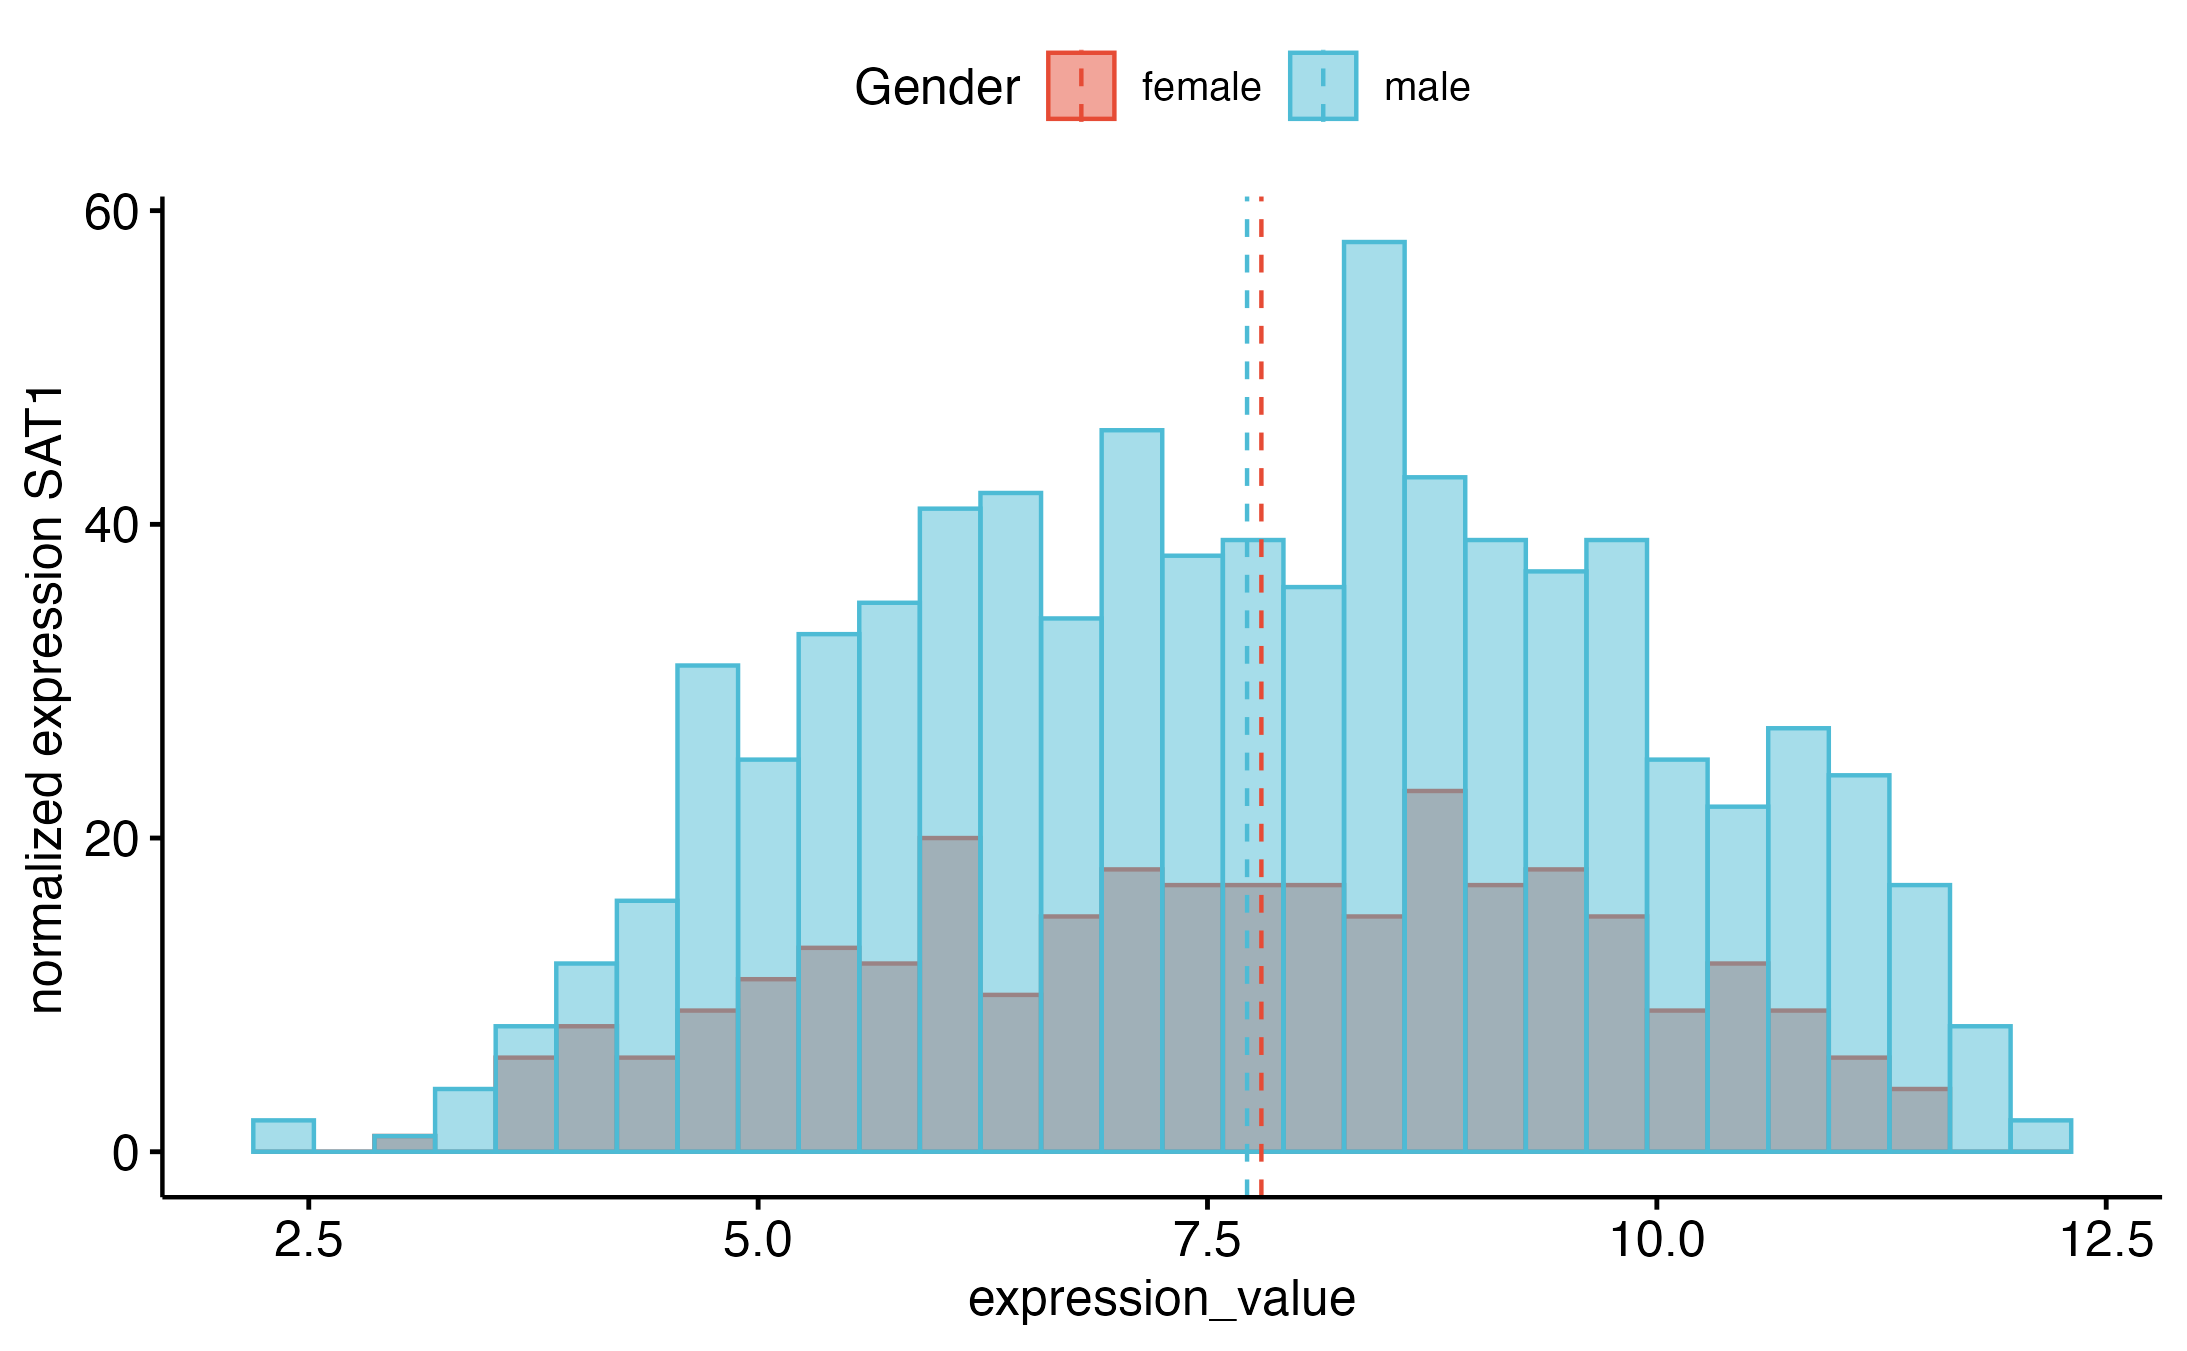 Gender female male
60
40
20
0
normalized expression SAT1
2.5 5.0 7.5 10.0 12.5
expression_value